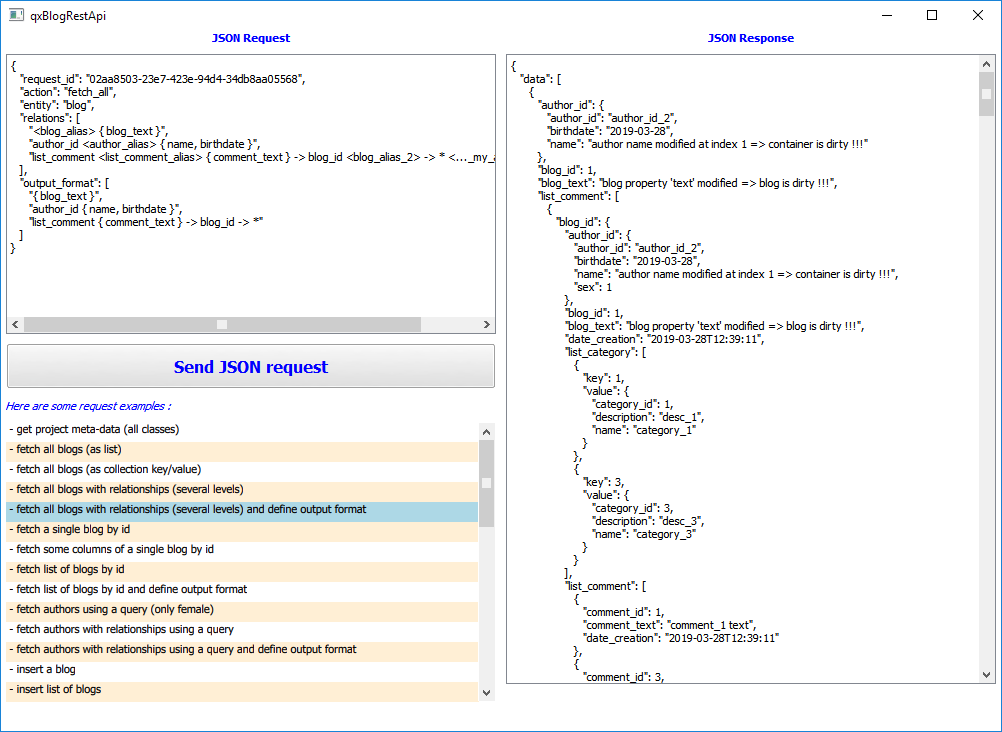 qxBlogRestApi
JSON Request
{
"request_id": "02aa8503-23e7-423e-94d4-34db8aa05568",
"action": "fetch_all",
"entity": "blog",
"relations": [
"<blog_alias> { blog_text }",
"author_id <author_alias> { name, birthdate }",
"list_comment <list_comment_alias> { comment_text } -> blog_id <blog_alias_2> -> * <..._my_a
],
"output_format": [
"{ blog_text }",
"author_id { name, birthdate }",
"list_comment { comment_text } -> blog_id -> *"
]
}
Send JSON request
Here are some request examples :
- get project meta-data (all classes)
- fetch all blogs (as list)
- fetch all blogs (as collection key/value)
- fetch all blogs with relationships (several levels)
- fetch all blogs with relationships (several levels) and define output format
- fetch a single blog by id
- fetch some columns of a single blog by id
- fetch list of blogs by id
- fetch list of blogs by id and define output format
- fetch authors using a query (only female)
- fetch authors with relationships using a query
- fetch authors with relationships using a query and define output format
- insert a blog
- insert list of blogs
JSON Response
{
"data": [
{
"author_id": {
"author_id": "author_id_2",
"birthdate": "2019-03-28",
"name": "author name modified at index 1 => container is dirty !!!"
},
"blog_id": 1,
"blog_text": "blog property 'text' modified => blog is dirty !!!",
"list_comment": [
{
"blog_id": {
"author_id": {
"author_id": "author_id_2",
"birthdate": "2019-03-28",
"name": "author name modified at index 1 => container is dirty !!!",
"sex": 1
},
"blog_id": 1,
"blog_text": "blog property 'text' modified => blog is dirty !!!",
"date_creation": "2019-03-28T12:39:11",
"list_category": [
{
"key": 1,
"value": {
"category_id": 1,
"description": "desc_1",
"name": "category_1"
}
},
{
"key": 3,
"value": {
"category_id": 3,
"description": "desc_3",
"name": "category_3"
}
}
],
"list_comment": [
{
"comment_id": 1,
"comment_text": "comment_1 text",
"date_creation": "2019-03-28T12:39:11"
},
{
"comment_id": 3,